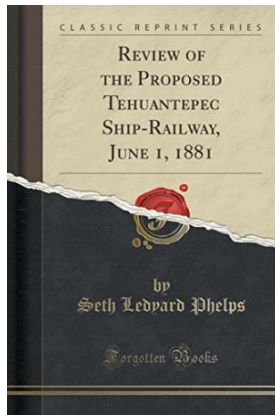 CLASSIC REPRINT SERIES
REVIEW OF
THE PROPOSED
TEHUANTEPEC
SHIP-RAILWAY,
JUNE 1, 1881
by
Seth Ledyard Phelps
Forgotten Books